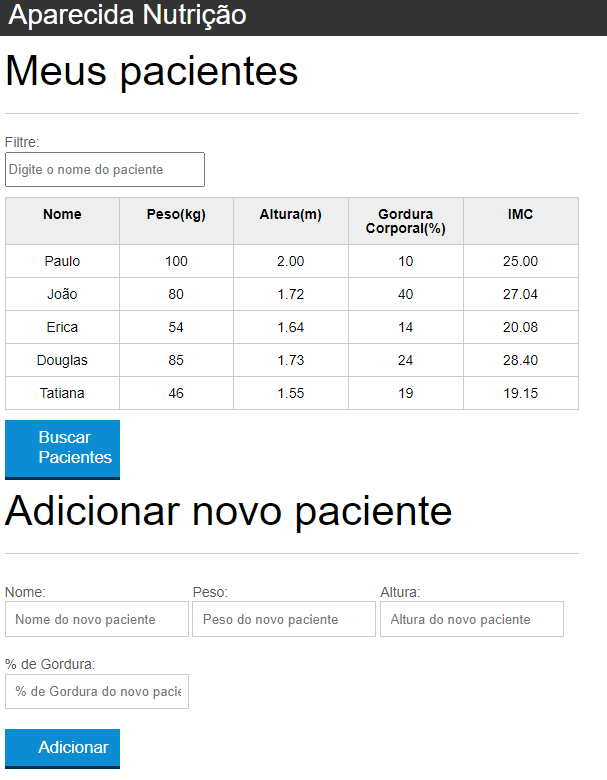 Aparecida Nutrição
Meus pacientes
Filtre:
Digite o nome do paciente
Nome Peso(kg) Altura(m) Gordura Corporal(%) IMC
Paulo 100 2.00 10 25.00
João 80 1.72 40 27.04
Erica 54 1.64 14 20.08
Douglas 85 1.73 24 28.40
Tatiana 46 1.55 19 19.15
Buscar
Pacientes
Adicionar novo paciente
Nome: Peso: Altura:
Nome do novo paciente Peso do novo paciente Altura do novo paciente
% de Gordura:
% de Gordura do novo pacie
Adicionar